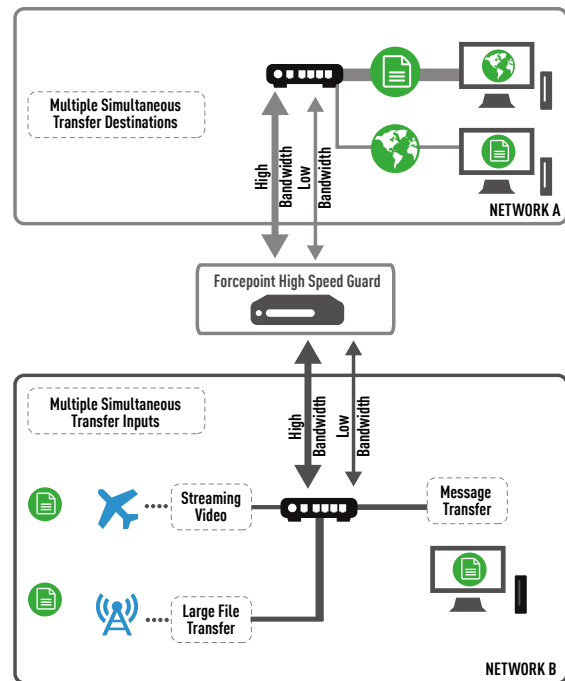 Multiple Simultaneous
Transfer Destinations
High
Bandwidth
Low
Bandwidth
NETWORK A
Forcepoint High Speed Guard
Multiple Simultaneous
Transfer Inputs
High
Bandwidth
Low
Bandwidth
Streaming
Video
Message
Transfer
Large File
Transfer
NETWORK B